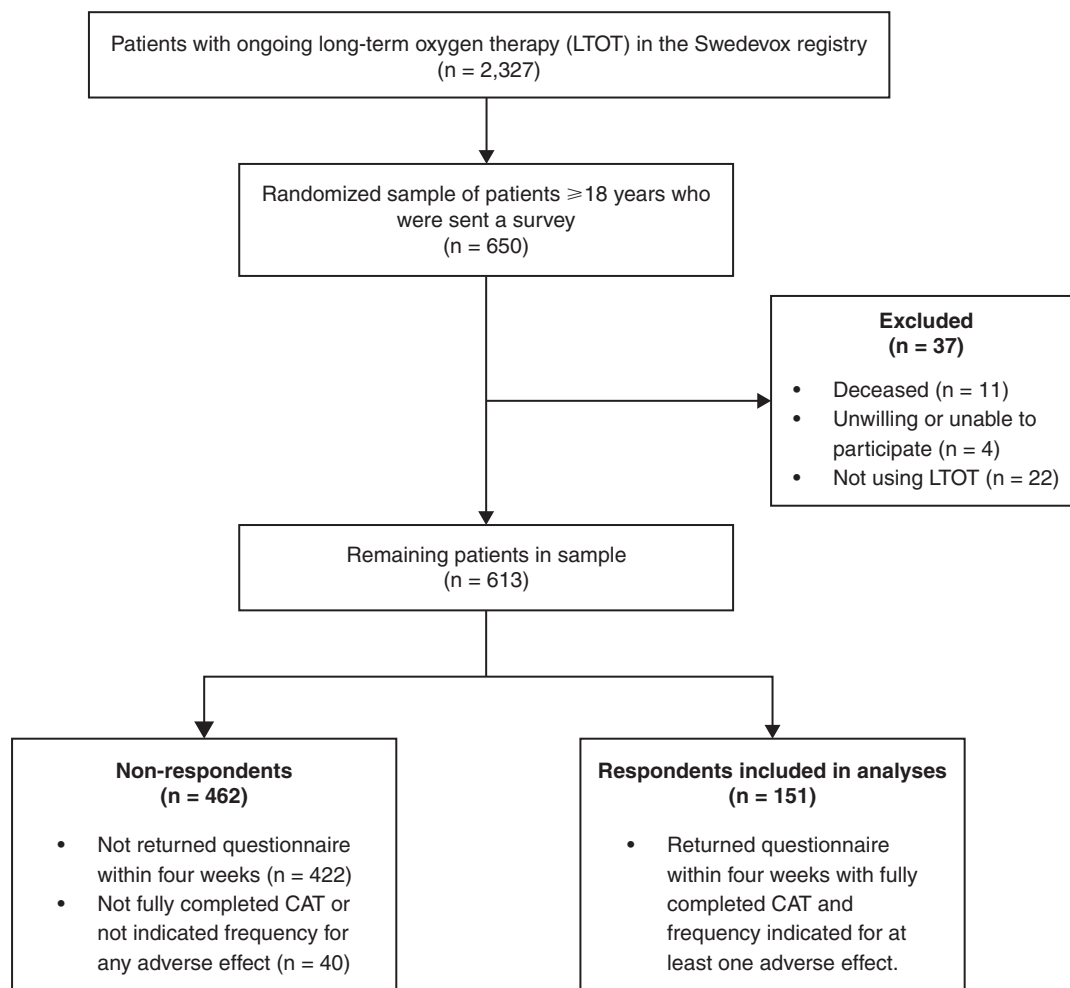 Patients with ongoing long-term oxygen therapy (LTOT) in the Swedevox registry
(n = 2,327)
Randomized sample of patients ⩾18 years who
were sent a survey
(n = 650)
Excluded
(n = 37)
• Deceased (n = 11)
• Unwilling or unable to
participate (n = 4)
• Not using LTOT (n = 22)
Remaining patients in sample
(n = 613)
Non-respondents
(n = 462)
• Not returned questionnaire
within four weeks (n = 422)
• Not fully completed CAT or
not indicated frequency for
any adverse effect (n = 40)
Respondents included in analyses
(n = 151)
• Returned questionnaire
within four weeks with fully
completed CAT and
frequency indicated for at
least one adverse effect.